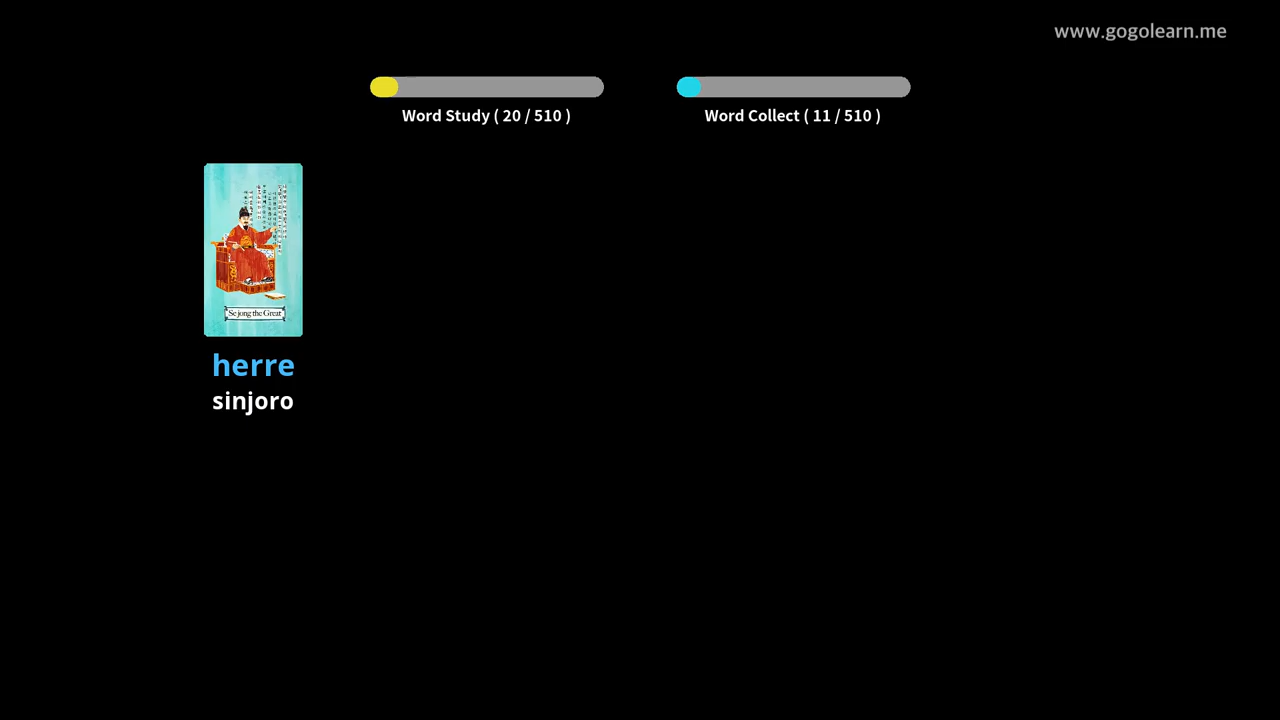 www.gogolearn.me
Word Study ( 20 / 510 )
Word Collect ( 11 / 510 )
Se jong the Great
herre
sinjoro